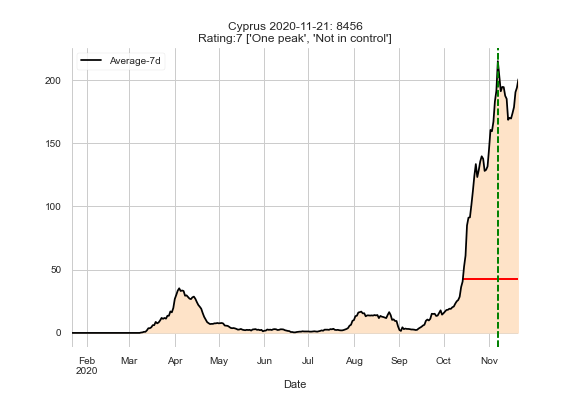 Cyprus 2020-11-21: 8456
Rating:7 ['One peak', 'Not in control']
Average-7d
200
150
100
50
0
Feb Mar Apr May Jun Jul Aug Sep Oct Nov
2020
Date